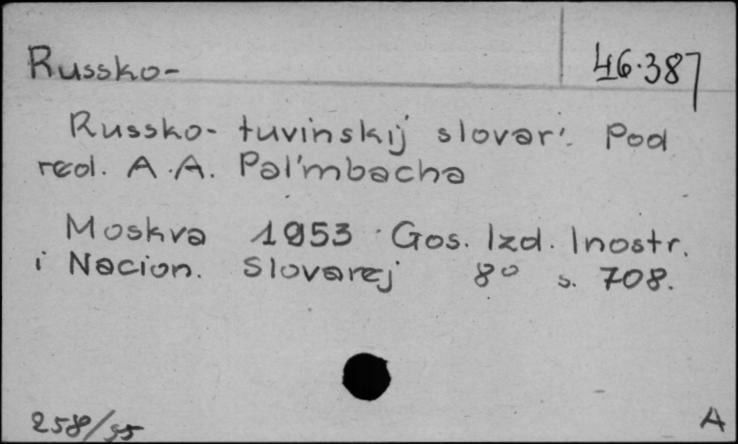 Russko-
46.387
Russko- tuvinskij slovar'. Pod
red. A.A. Pal'mbacha
Moskva 1953 Gos. Izd. Inostr.
i Nacion. Slovarej 8° s. 708.
258/55
A